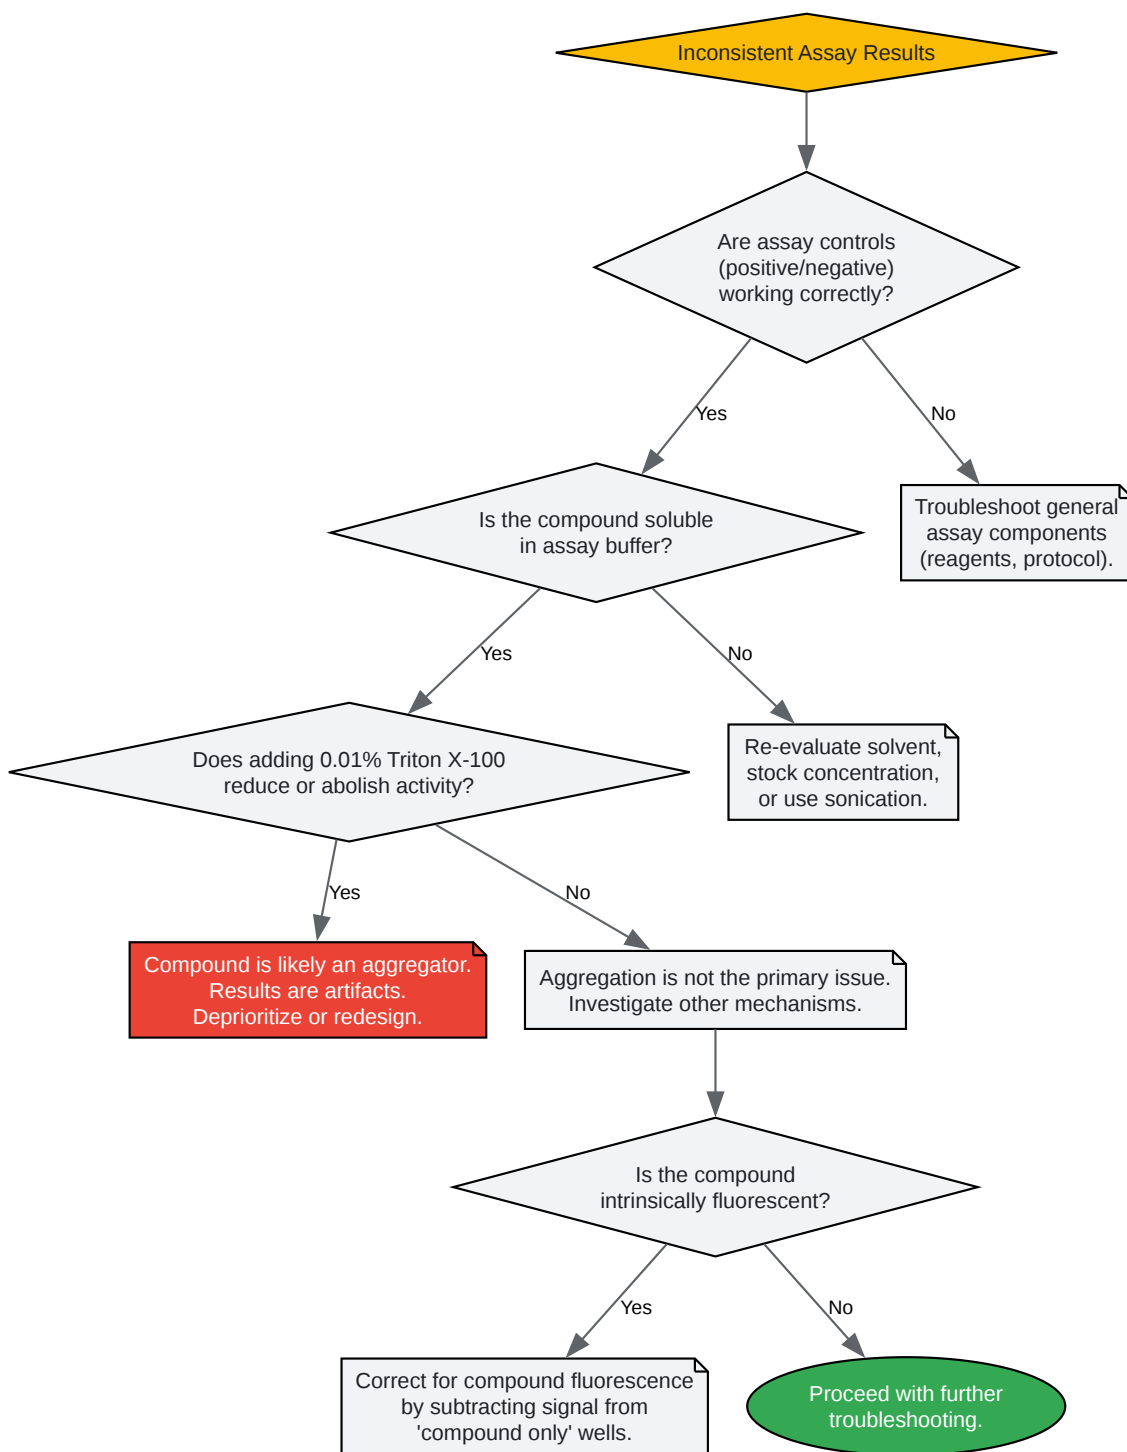 Inconsistent Assay Results
Are assay controls
(positive/negative)
working correctly?
Yes
No
Is the compound soluble
in assay buffer?
Troubleshoot general
assay components
(reagents, protocol).
Yes
No
Does adding 0.01% Triton X-100
reduce or abolish activity?
Re-evaluate solvent,
stock concentration,
or use sonication.
Yes
No
Compound is likely an aggregator.
Results are artifacts.
Deprioritize or redesign.
Aggregation is not the primary issue.
Investigate other mechanisms.
Is the compound
intrinsically fluorescent?
Yes
No
Correct for compound fluorescence
by subtracting signal from
'compound only' wells.
Proceed with further
troubleshooting.